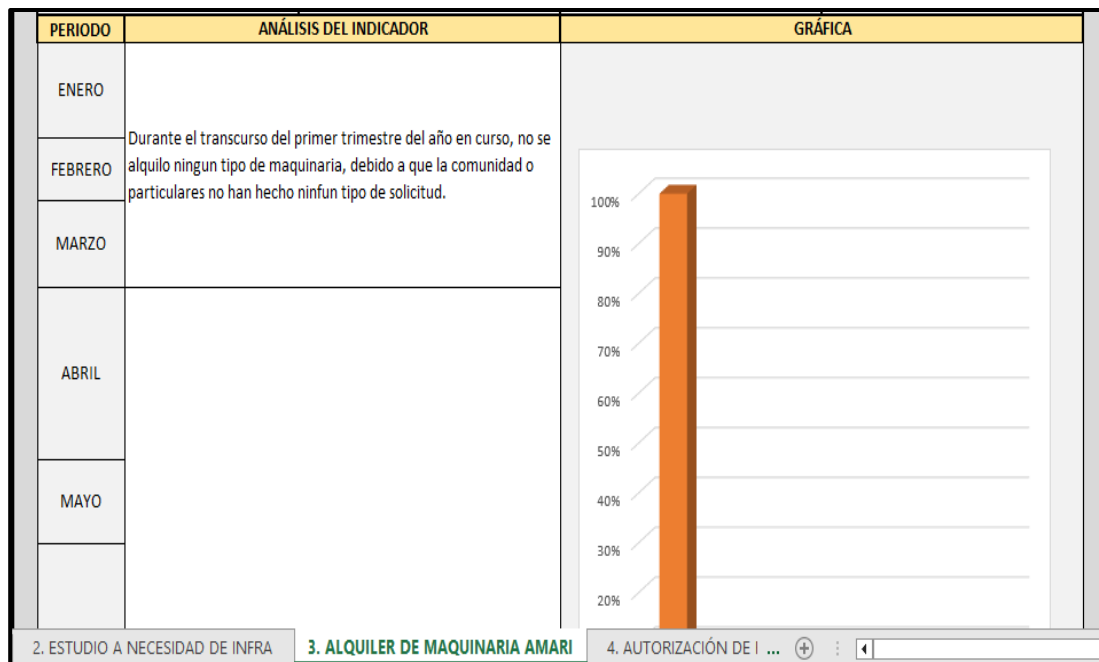 PERIODO ANÁLISIS DEL INDICADOR GRÁFICA
ENERO
Durante el transcurso del primer trimestre del año en curso, no se
FEBRERO alquilo ningun tipo de maquinaria, debido a que la comunidad o
particulares no han hecho ninfun tipo de solicitud.
MARZO
ABRIL
MAYO
100%
90%
80%
70%
60%
50%
40%
30%
20%
2. ESTUDIO A NECESIDAD DE INFRA 3. ALQUILER DE MAQUINARIA AMARI 4. AUTORIZACIÓN DE I ...